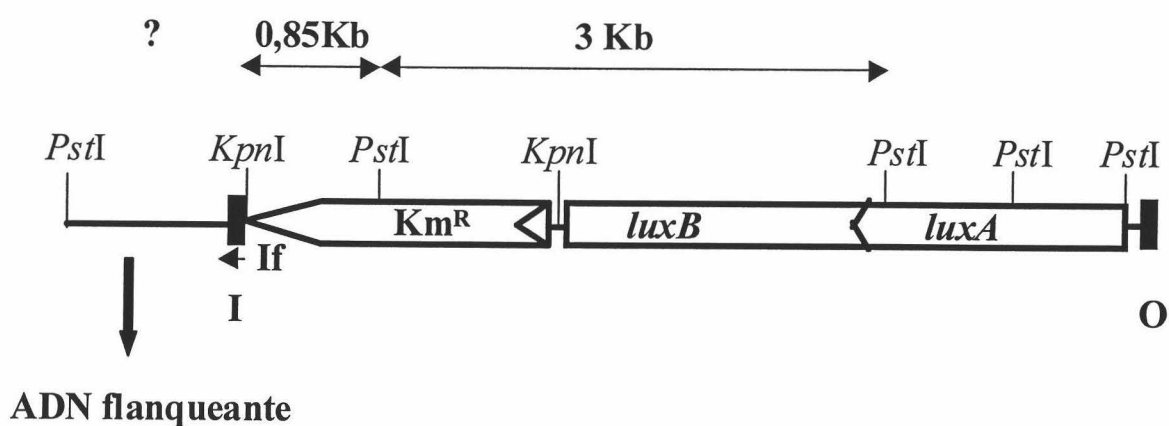 ? 0,85Kb 3 Kb
PstI KpnI PstI KpnI PstI PstI PstI
Kmᴿ luxB luxA
If
I O
ADN flanqueante